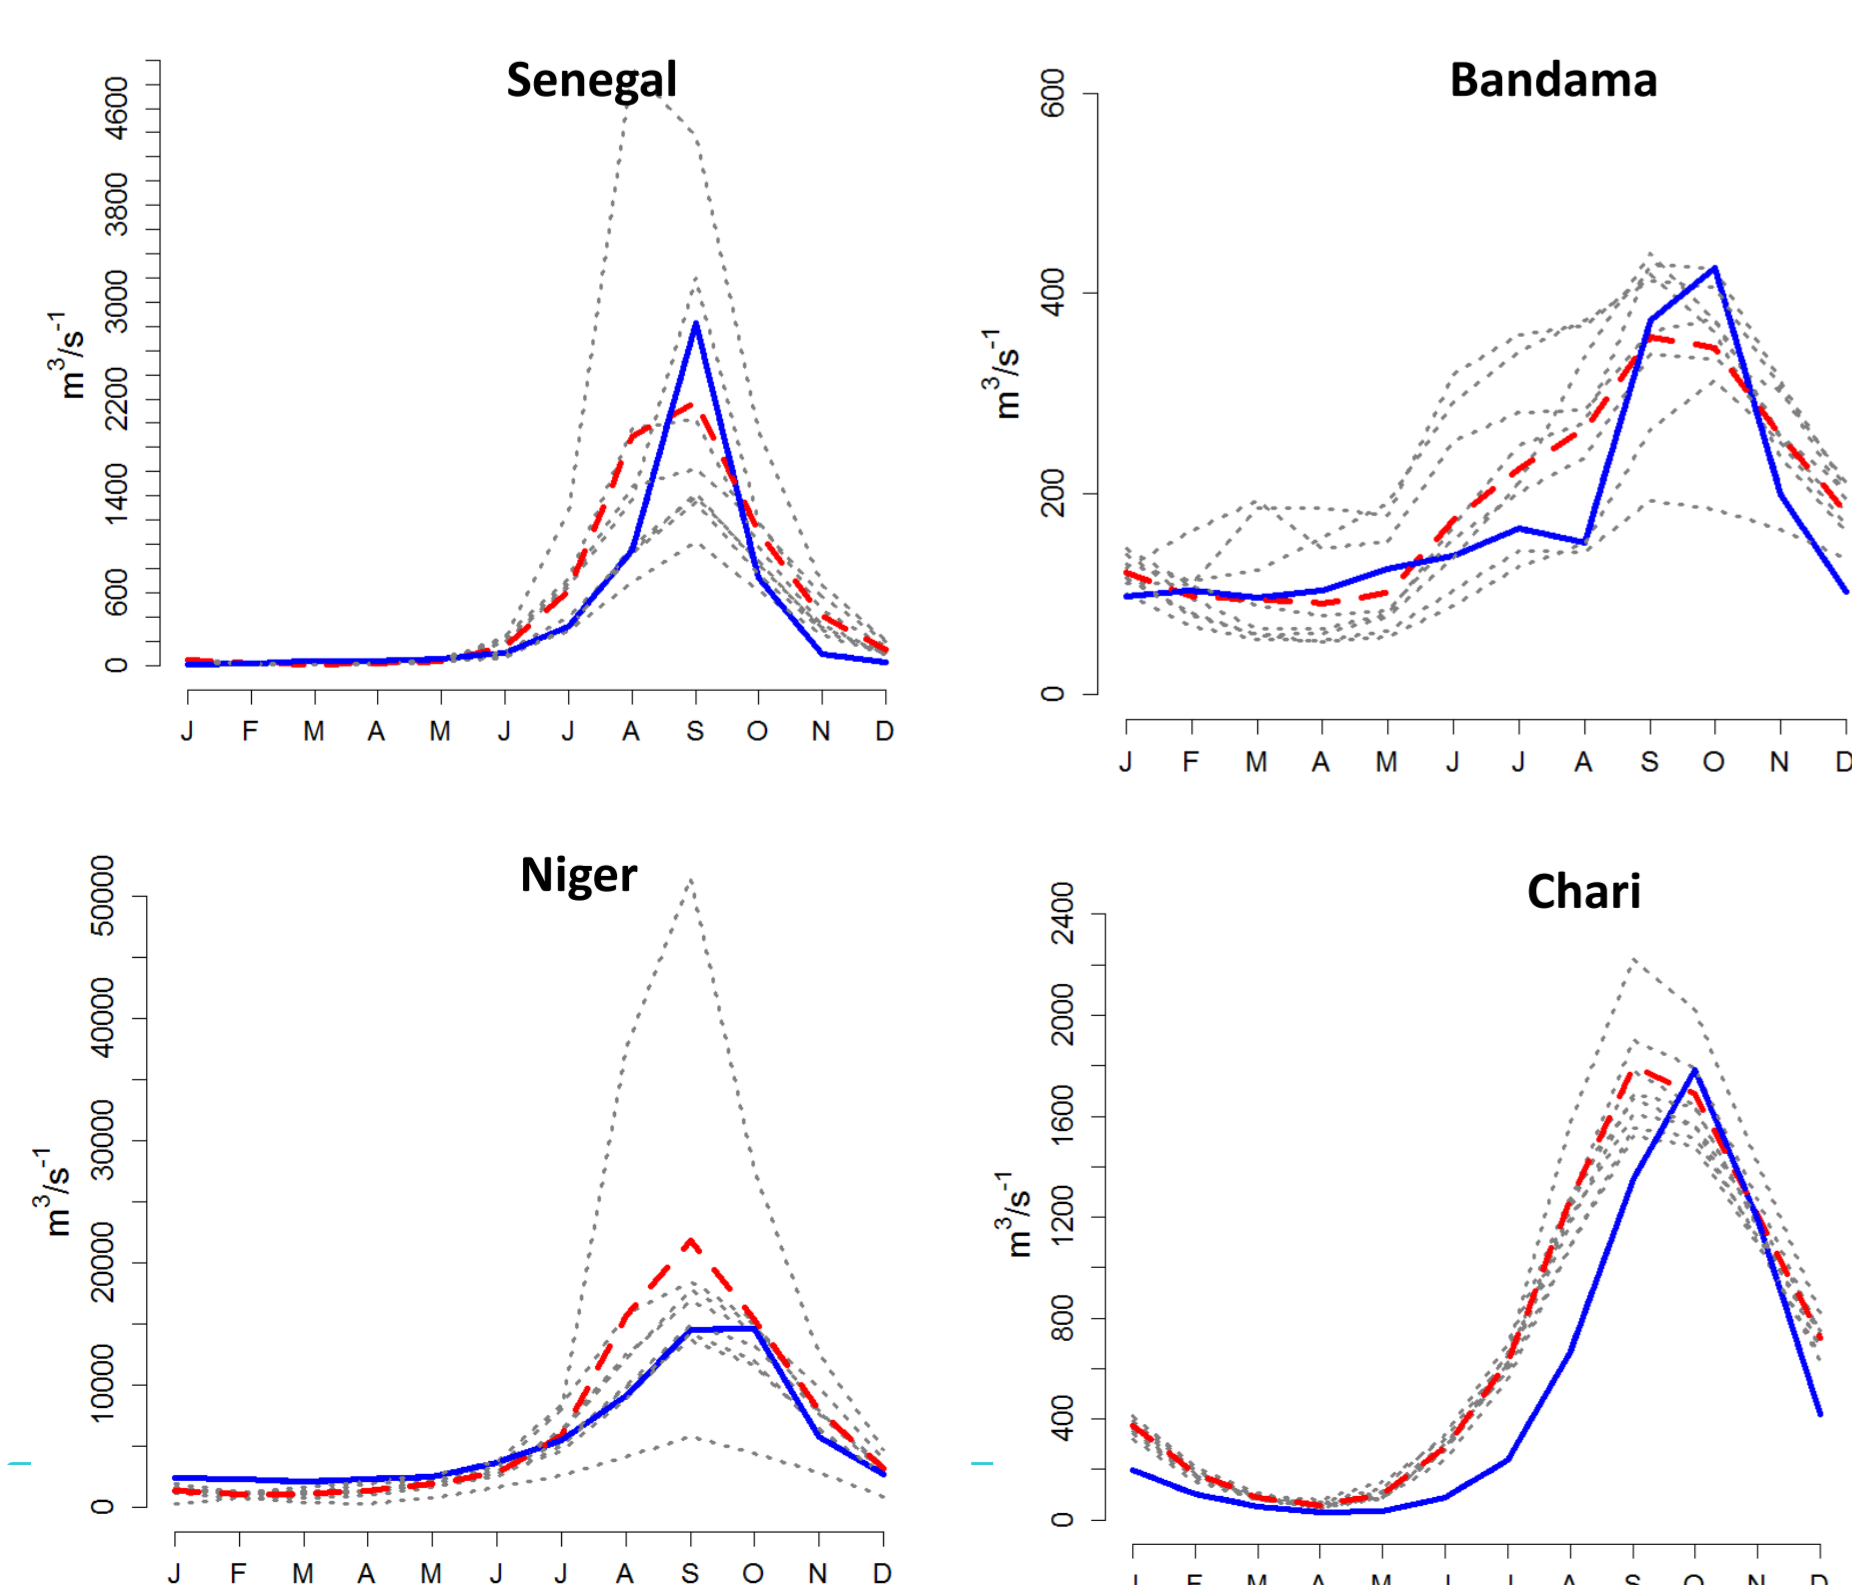 Senegal
m³/s⁻¹
0 600 1400 2200 3000 3800 4600
J F M A M J J A S O N D
Bandama
m³/s⁻¹
0 200 400 600
J F M A M J J A S O N D
Niger
m³/s⁻¹
0 10000 20000 30000 40000 50000
J F M A M J J A S O N D
Chari
m³/s⁻¹
0 400 800 1200 1600 2000 2400
J F M A M J J A S O N D